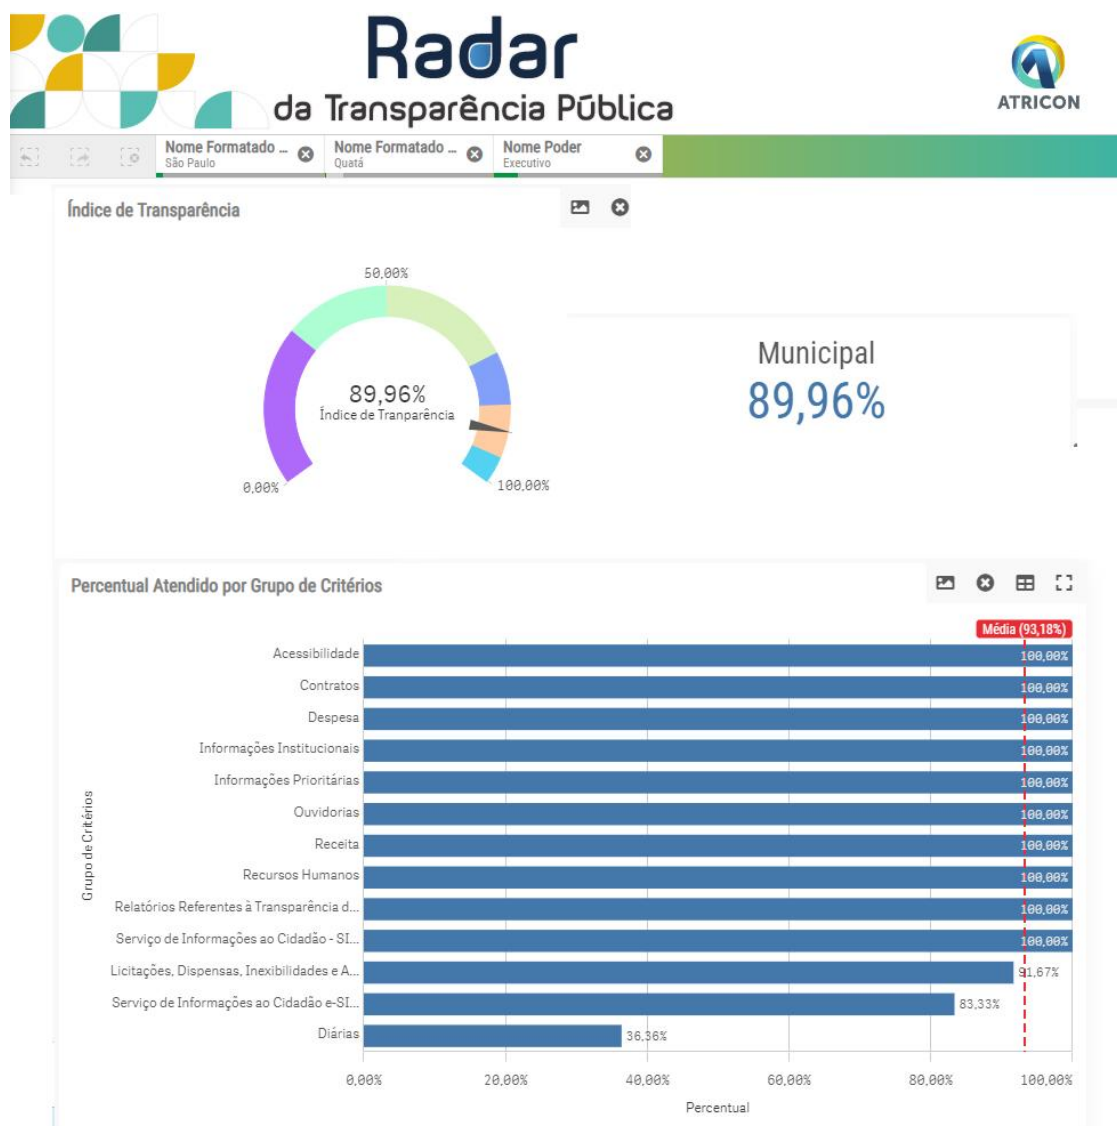 Radar
da Transparência Pública
ATRICON
Nome Formatado ...
São Paulo
Nome Formatado ...
Quatá
Nome Poder
Executivo
Índice de Transparência
50,00%
89,96%
Índice de Tranparência
0,00%
100,00%
Municipal
89,96%
Percentual Atendido por Grupo de Critérios
Média (93,18%)
Grupo de Critérios
Acessibilidade 100,00%
Contratos 100,00%
Despesa 100,00%
Informações Institucionais 100,00%
Informações Prioritárias 100,00%
Ouvidorias 100,00%
Receita 100,00%
Recursos Humanos 100,00%
Relatórios Referentes à Transparência d... 100,00%
Serviço de Informações ao Cidadão - SI... 100,00%
Licitações, Dispensas, Inexibilidades e A... 91,67%
Serviço de Informações ao Cidadão e-SI... 83,33%
Diárias 36,36%
0,00% 20,00% 40,00% 60,00% 80,00% 100,00%
Percentual